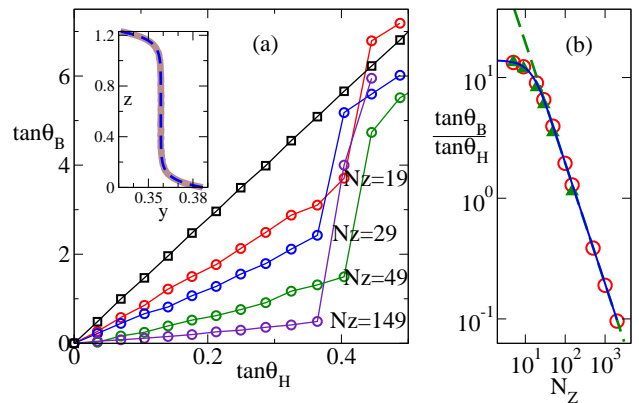 (a)
(b)
6
4
2
0
tanθ_B
0
0.2
0.4
tanθ_H
1.2
0.8
0.4
0
z
0.35
0.38
y
Nz=19
Nz=29
Nz=49
Nz=149
tanθ_B
tanθ_H
10^1
10^0
10^-1
10^1
10^2
10^3
N_Z